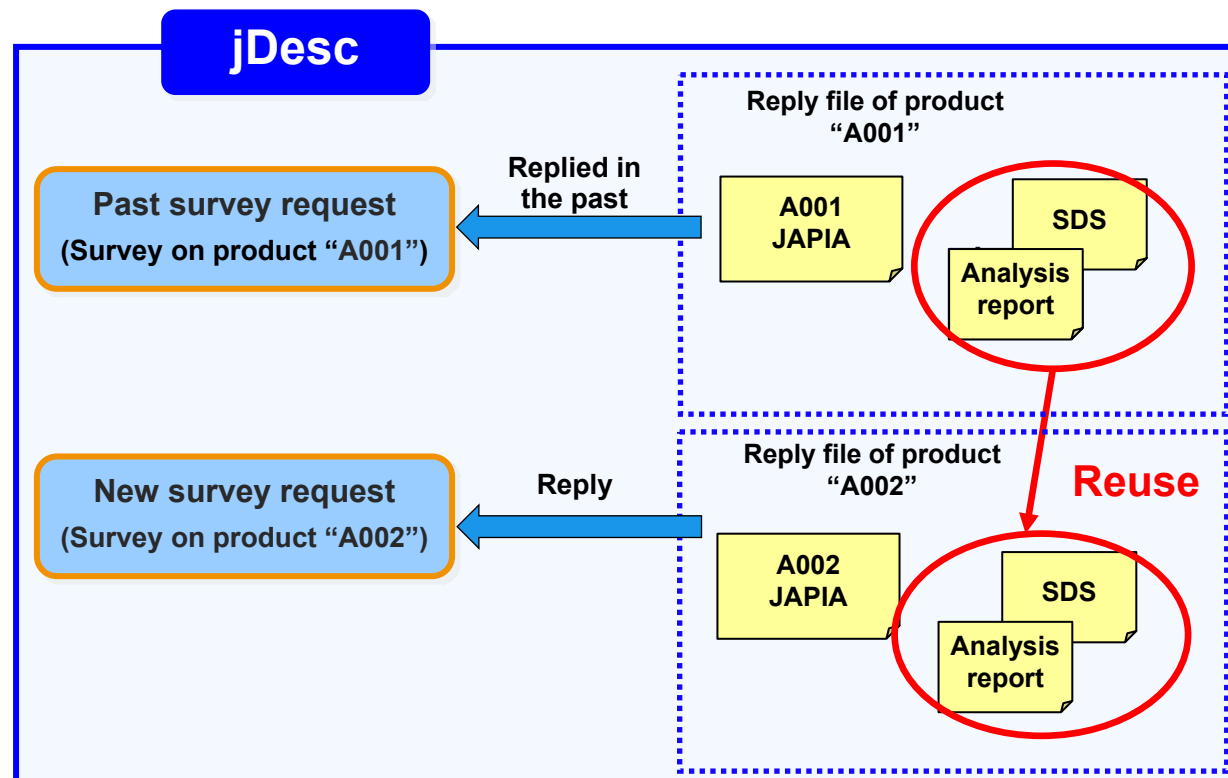 jDesc
Reply file of product
“A001”
Replied in
the past
Past survey request
(Survey on product “A001”)
A001
JAPIA
SDS
Analysis
report
Reply file of product
“A002”
Reuse
Reply
New survey request
(Survey on product “A002”)
A002
JAPIA
SDS
Analysis
report